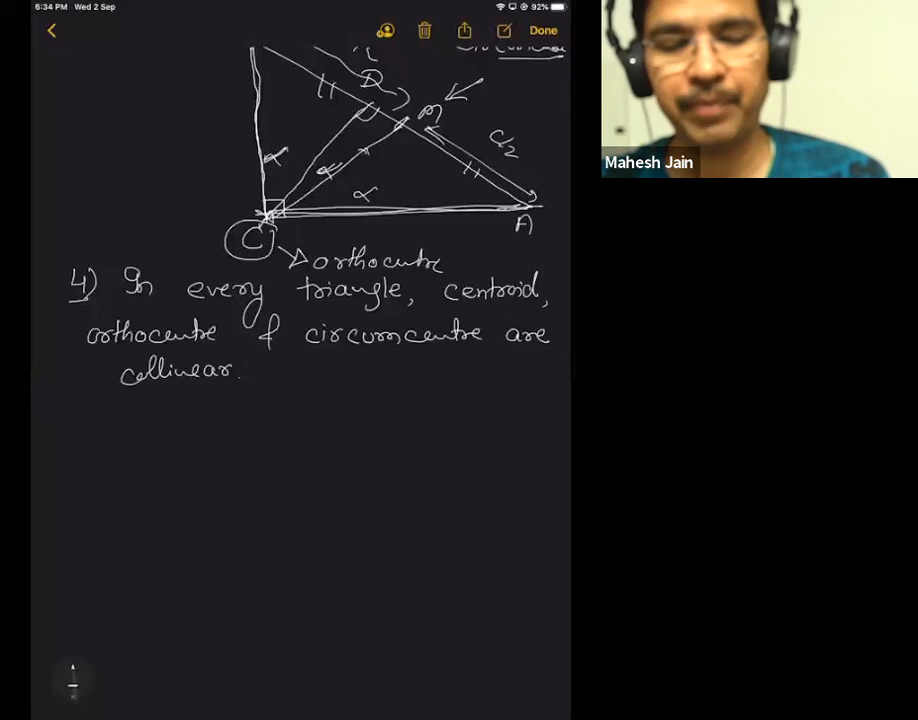 6:34 PM Wed 2 Sep
92%
Done
D
M
C/2
α
A
C
orthocentre
4) In every triangle, centroid,
orthocentre & circumcentre are
collinear.
Mahesh Jain